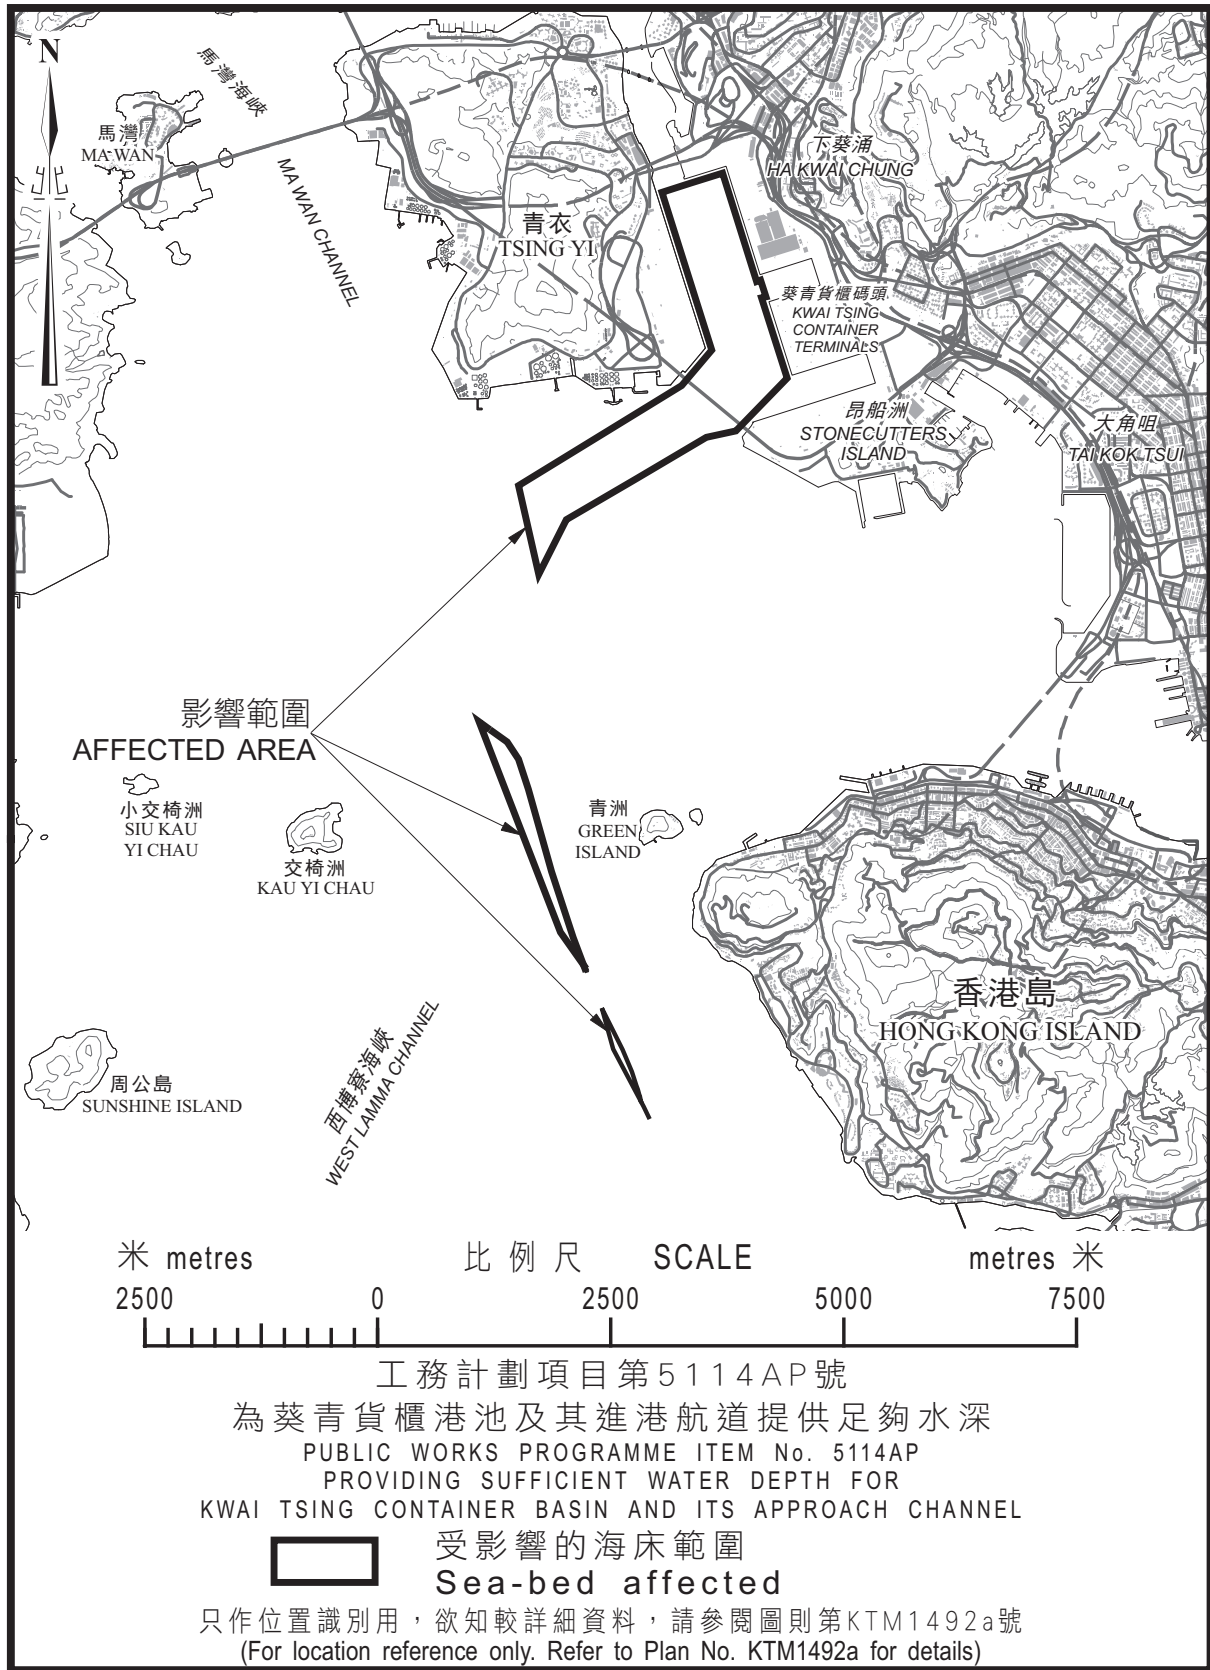 N
馬灣海峽
馬灣
MA WAN
MA WAN CHANNEL
下葵涌
HA KWAI CHUNG
青衣
TSING YI
葵青貨櫃碼頭
KWAI TSING
CONTAINER
TERMINALS
昂船洲
STONECUTTERS
ISLAND
大角咀
TAI KOK TSUI
影響範圍
AFFECTED AREA
小交椅洲
SIU KAU
YI CHAU
交椅洲
KAU YI CHAU
青洲
GREEN
ISLAND
香港島
HONG KONG ISLAND
周公島
SUNSHINE ISLAND
西博寮海峽
WEST LAMMA CHANNEL
米 metres 比例尺 SCALE metres 米
2500 0 2500 5000 7500
工務計劃項目第5114AP號
為葵青貨櫃港池及其進港航道提供足夠水深
PUBLIC WORKS PROGRAMME ITEM No. 5114AP
PROVIDING SUFFICIENT WATER DEPTH FOR
KWAI TSING CONTAINER BASIN AND ITS APPROACH CHANNEL
受影響的海床範圍
Sea-bed affected
只作位置識別用，欲知較詳細資料，請參閱圖則第KTM1492a號
(For location reference only. Refer to Plan No. KTM1492a for details)